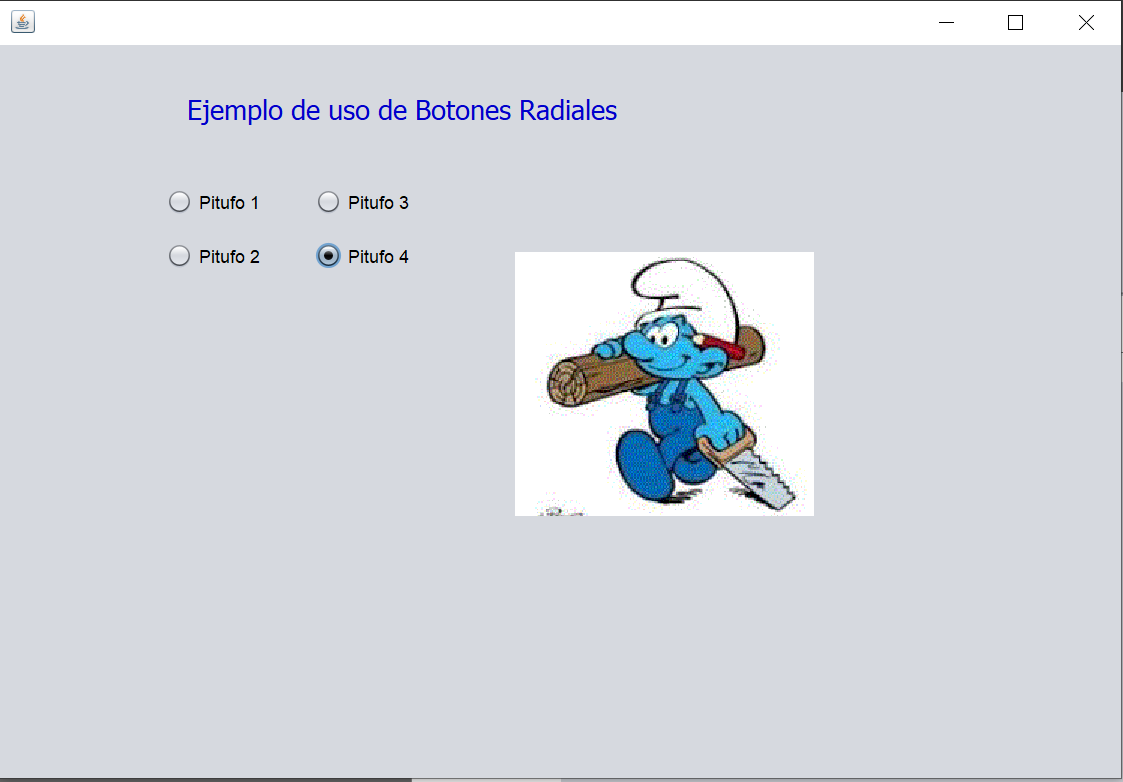 Ejemplo de uso de Botones Radiales
Pitufo 1
Pitufo 3
Pitufo 2
Pitufo 4